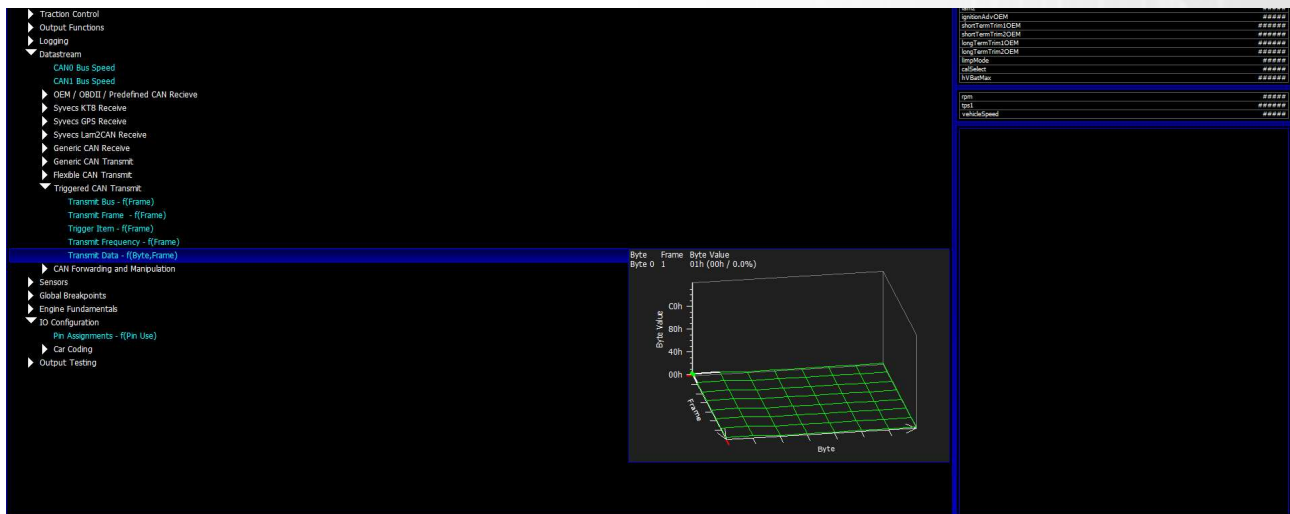 Traction Control
Output Functions
Logging
Datastream
CAN0 Bus Speed
CAN1 Bus Speed
OEM / OBDII / Predefined CAN Recieve
Syvecs KTB Receive
Syvecs GPS Receive
Syvecs Lam2CAN Receive
Generic CAN Receive
Generic CAN Transmit
Flexible CAN Transmit
Triggered CAN Transmit
Transmit Bus - f(Frame)
Transmit Frame - f(Frame)
Trigger Item - f(Frame)
Transmit Frequency - f(Frame)
Transmit Data - f(Byte,Frame)
CAN Forwarding and Manipulation
Sensors
Global Breakpoints
Engine Fundamentals
IO Configuration
Pin Assignments - f(Pin Use)
Car Coding
Output Testing
Byte Frame Byte Value
Byte 0 1 01h (00h / 0.0%)
C0h
80h
40h
00h
Byte Value
Frame
Byte
ignitionAdvOEM #####
shortTermTrim1OEM ######
shortTermTrim2OEM ######
longTermTrim1OEM ######
longTermTrim2OEM ######
limpMode #####
calSelect #####
hVBatMax ######
rpm #####
tps1 ######
vehicleSpeed #####